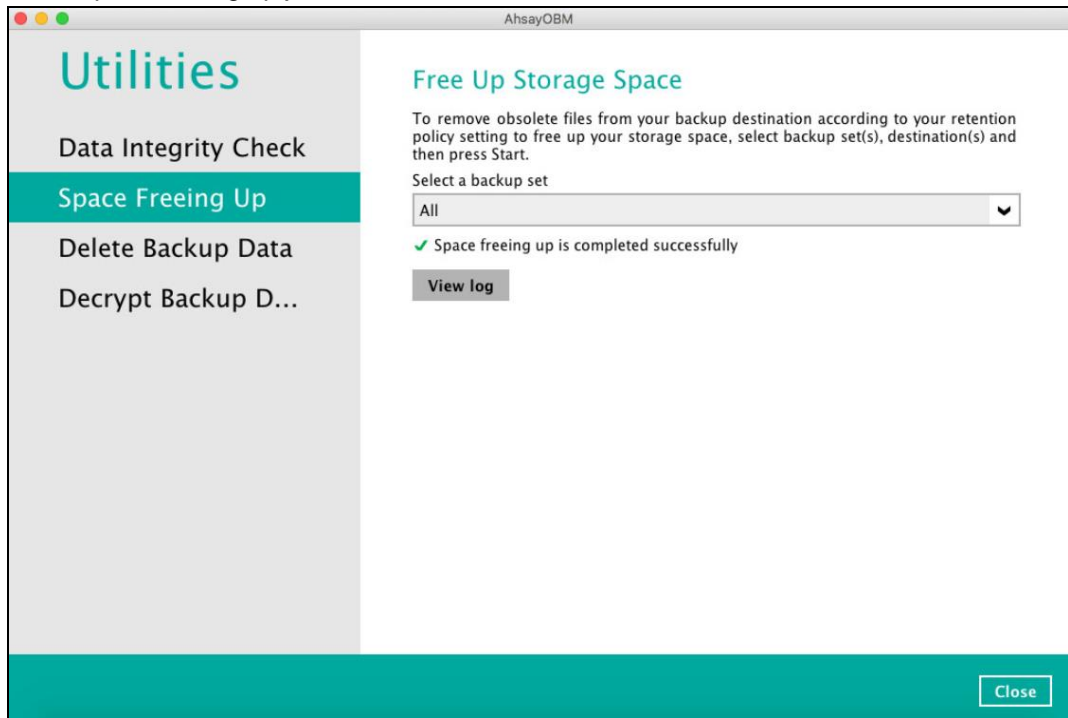 AhsayOBM
Utilities
Data Integrity Check
Space Freeing Up
Delete Backup Data
Decrypt Backup D...
Free Up Storage Space
To remove obsolete files from your backup destination according to your retention
policy setting to free up your storage space, select backup set(s), destination(s) and
then press Start.
Select a backup set
All
Space freeing up is completed successfully
View log
Close